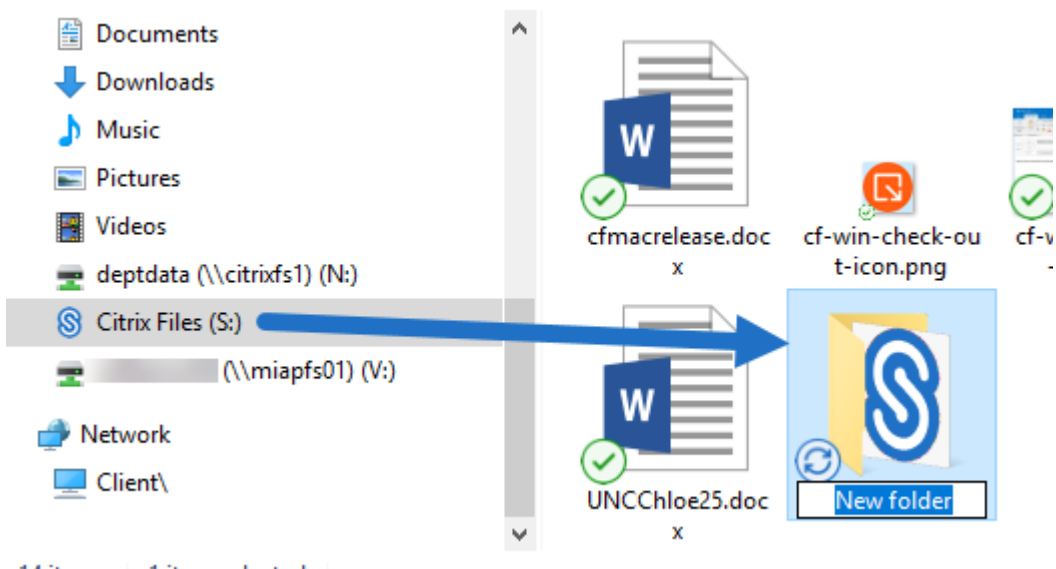 Documents
Downloads
Music
Pictures
Videos
deptdata (\\citrixfs1) (N:)
Citrix Files (S:)
(\\miapfs01) (V:)
Network
Client\
W
cfmacrelease.doc
x
cf-win-check-ou
t-icon.png
W
UNCChloe25.doc
x
New folder